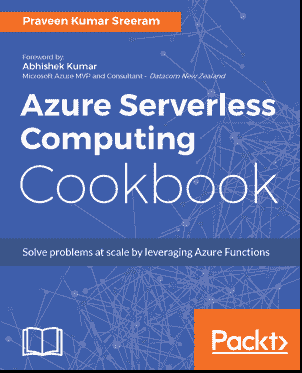 Praveen Kumar Sreeram
Foreword by:
Abhishek Kumar
Microsoft Azure MVP and Consultant - Datacom New Zealand
Azure Serverless
Computing
Cookbook
Solve problems at scale by leveraging Azure Functions
Packt>